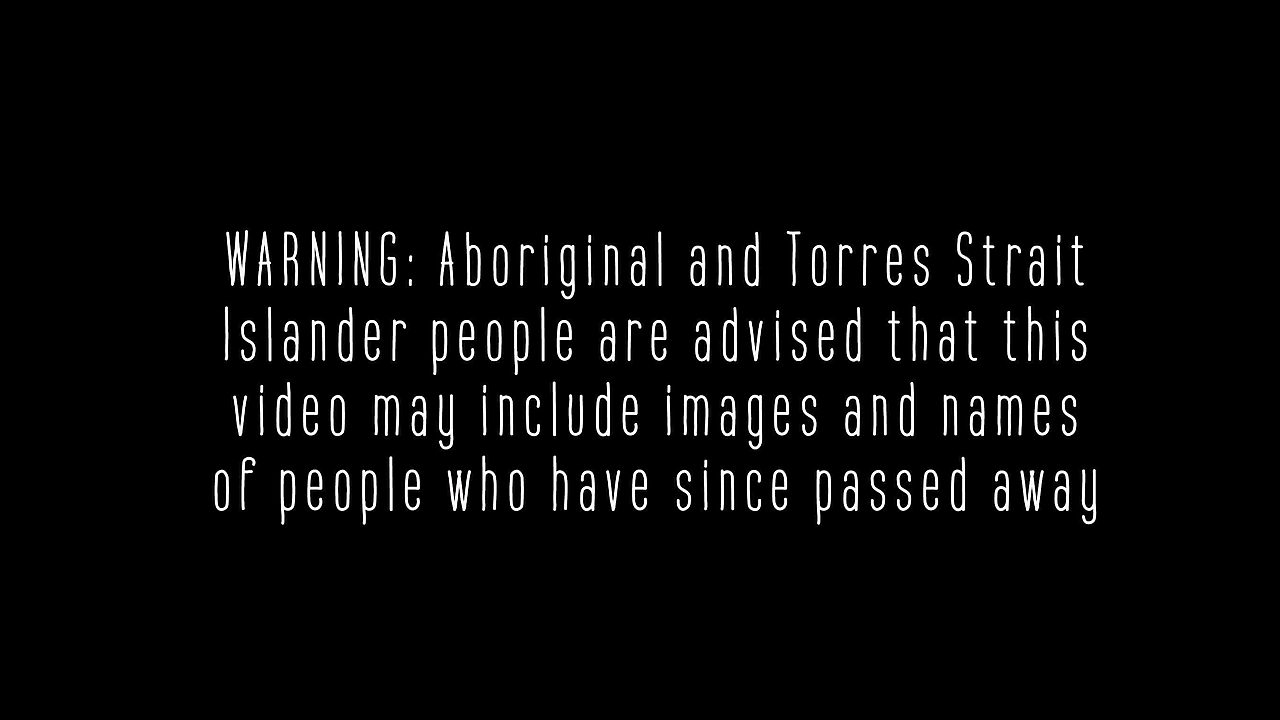 WARNING: Aboriginal and Torres Strait
Islander people are advised that this
video may include images and names
of people who have since passed away